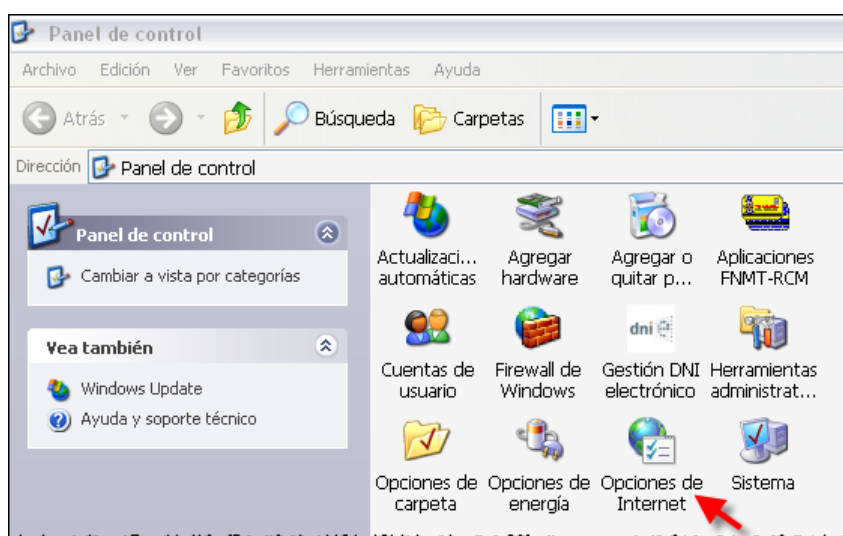 Panel de control
Archivo Edición Ver Favoritos Herramientas Ayuda
Atrás Búsqueda Carpetas
Dirección Panel de control
Panel de control
Cambiar a vista por categorías
Vea también
Windows Update
Ayuda y soporte técnico
Actualizaci... Agregar Agregar o Aplicaciones
automáticas hardware quitar p... FNMT-RCM
dni
Cuentas de Firewall de Gestión DNI Herramientas
usuario Windows electrónico administrat...
Opciones de Opciones de Opciones de Sistema
carpeta energía Internet